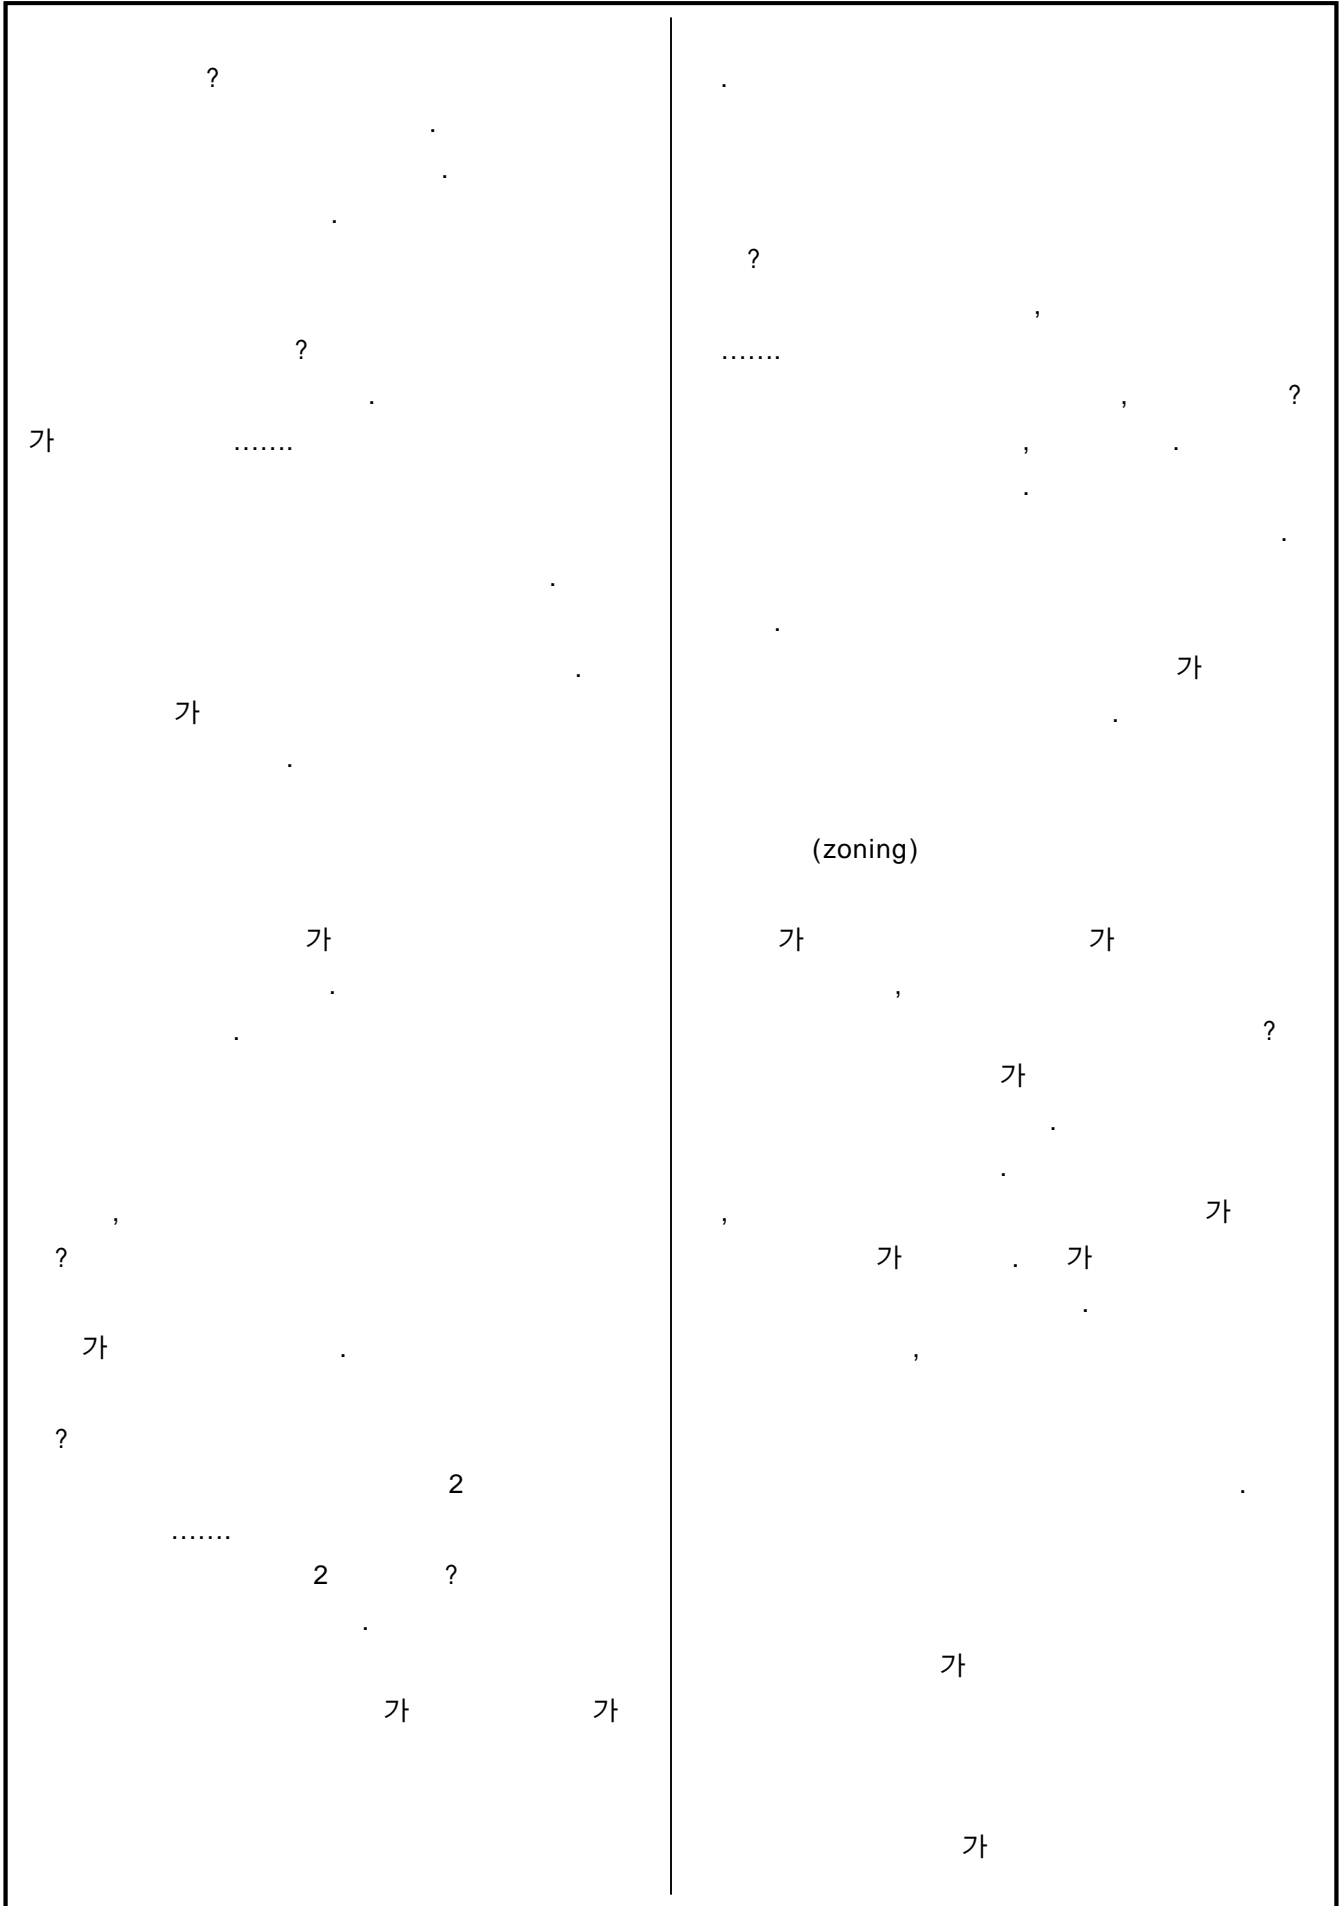 ?
.
.
.
?
.
가 .......
.
.
가
.
가
.
.
,
?
가 .
?
2
.......
2 ?
.
가 가
.
?
,
.......
, ?
, .
.
.
.
가
.
(zoning)
가 가
,
?
가
.
.
, 가
가 . 가
.
,
.
가
가